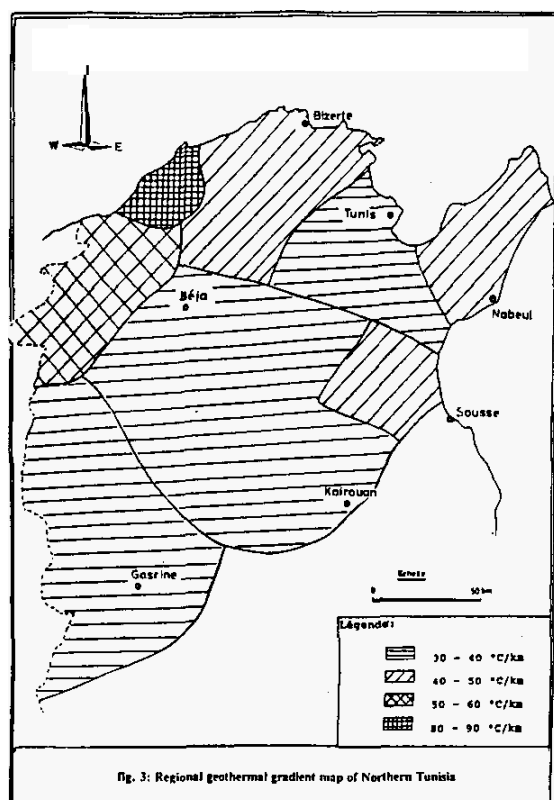 W E
Bizerte
Tunis
Béja
Nabeul
Sousse
Kairouan
Gasrine
Echelle
0 50 km
Légende:
30 - 40 °C/km
40 - 50 °C/km
50 - 60 °C/km
80 - 90 °C/km
fig. 3: Regional geothermal gradient map of Northern Tunisia